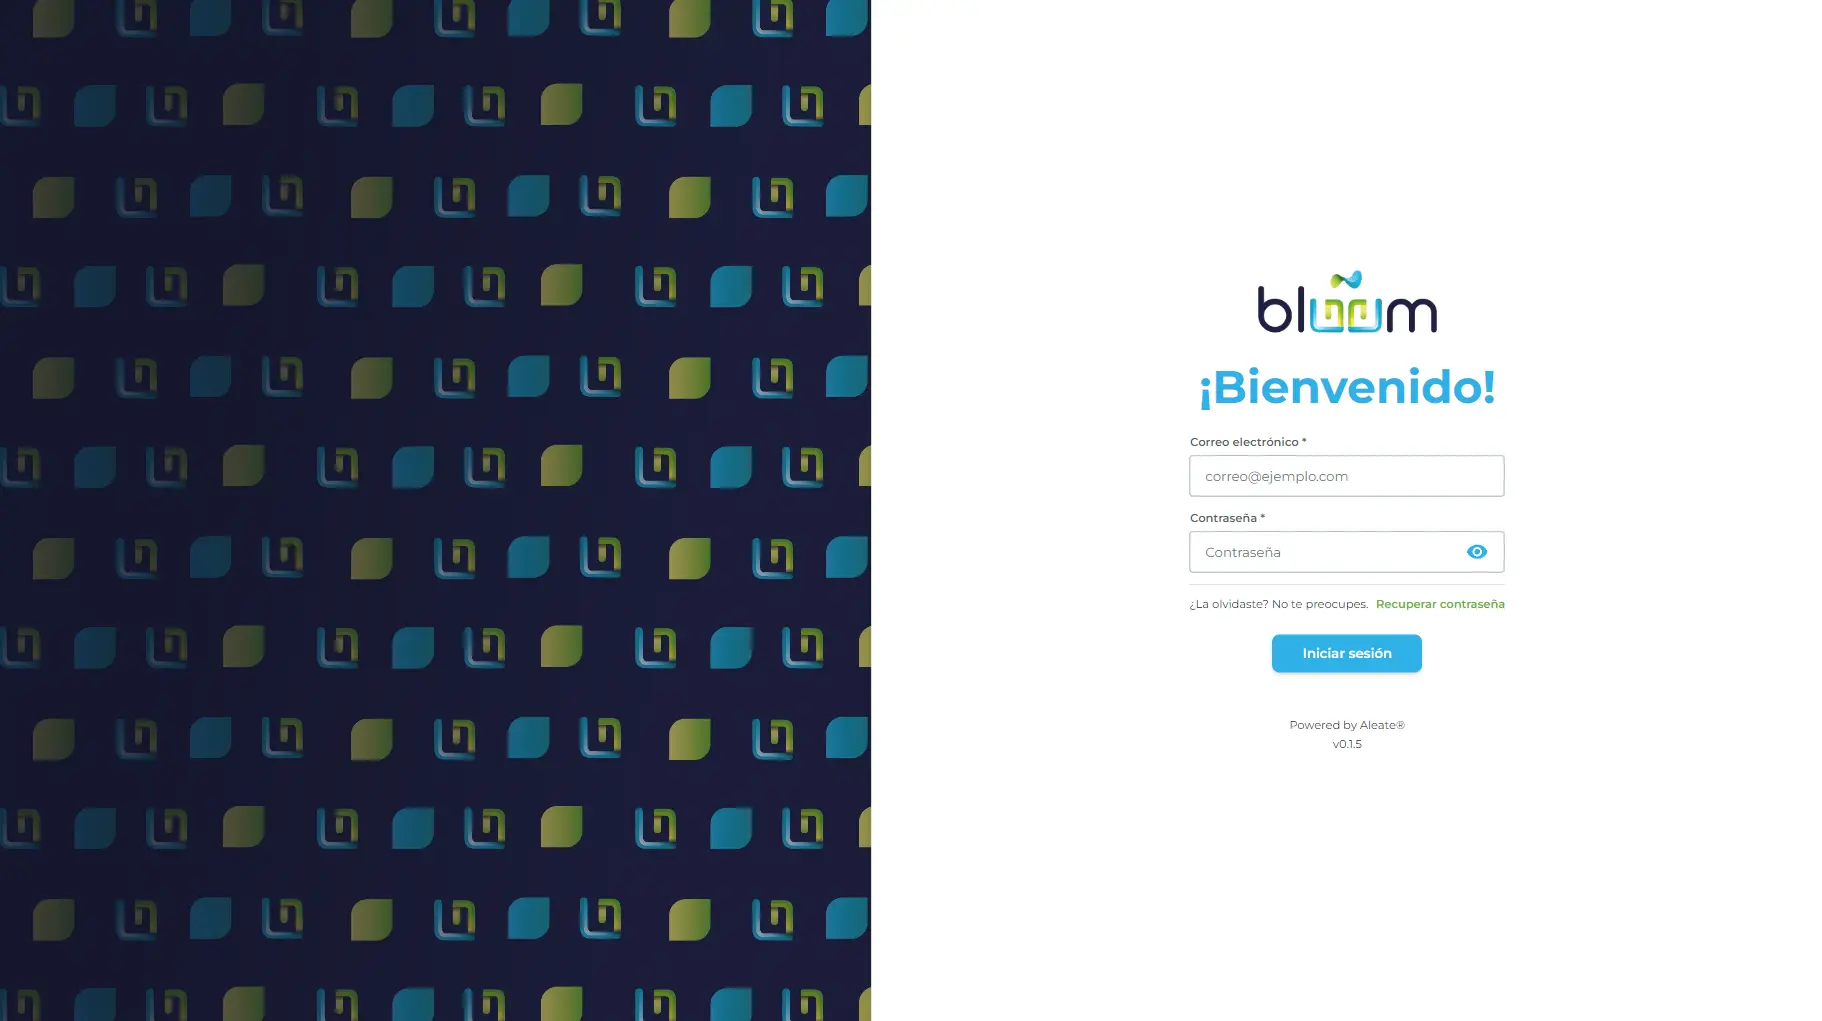 bloom
¡Bienvenido!
Correo electrónico *
correo@ejemplo.com
Contraseña *
Contraseña
¿La olvidaste? No te preocupes. Recuperar contraseña
Iniciar sesión
Powered by Aleate®
v0.1.5